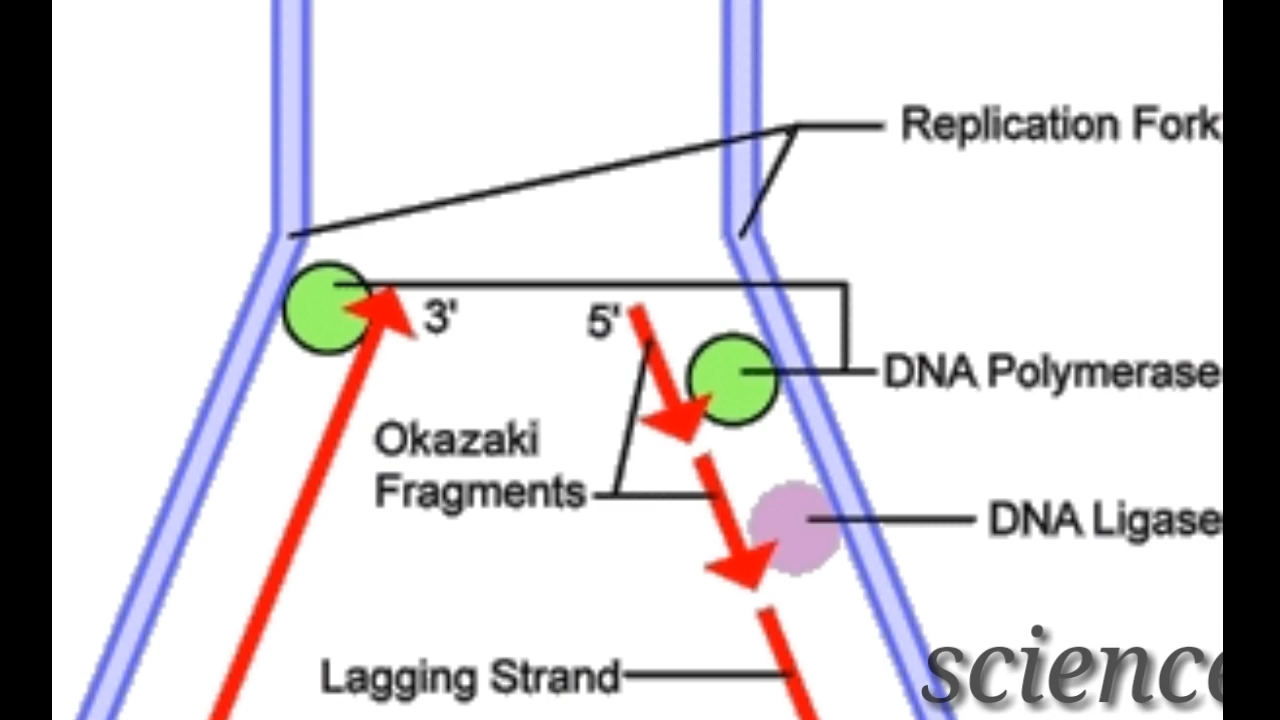 Replication Fork
3'
5'
DNA Polymerase
Okazaki
Fragments
DNA Ligase
Lagging Strand
science